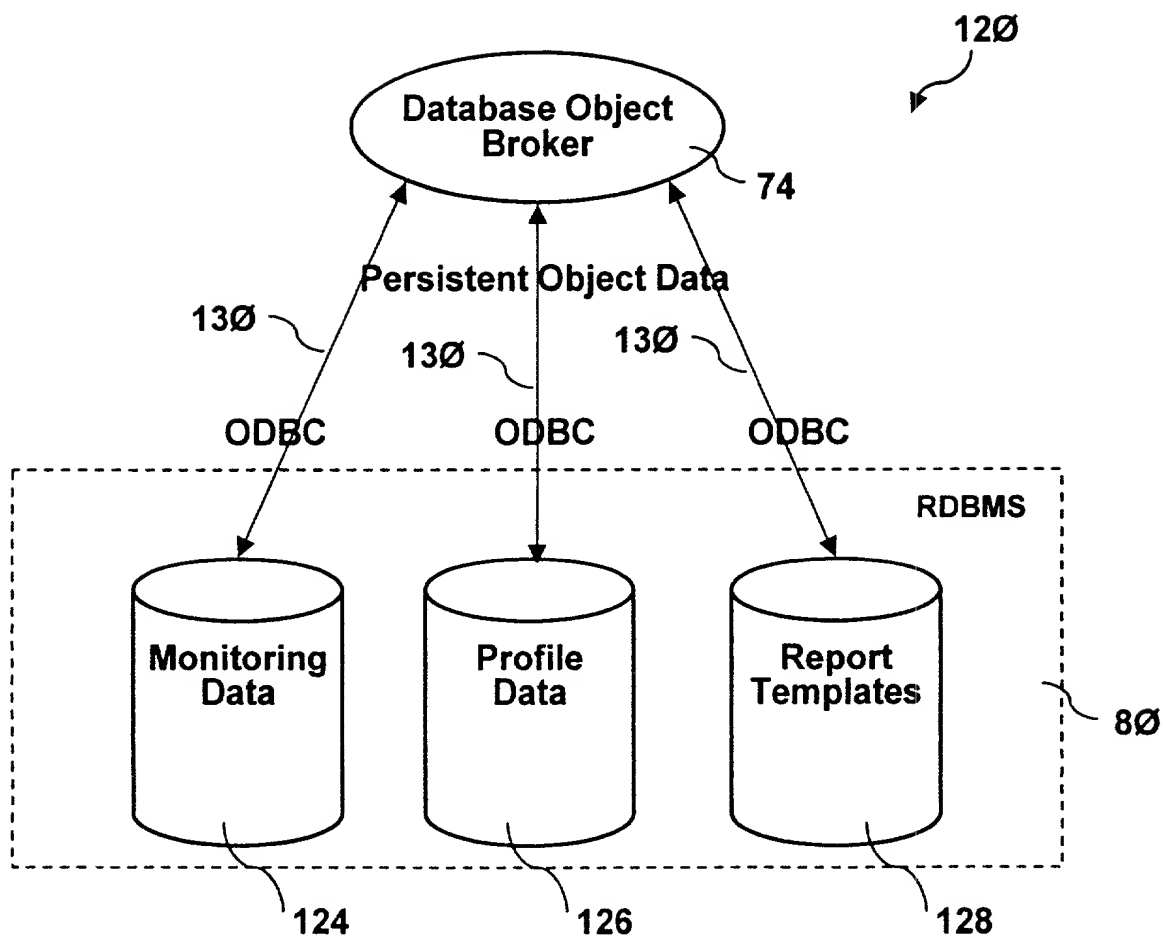 12Ø
Database Object
Broker
74
Persistent Object Data
13Ø
13Ø
13Ø
ODBC
ODBC
ODBC
RDBMS
Monitoring
Data
Profile
Data
Report
Templates
8Ø
124
126
128